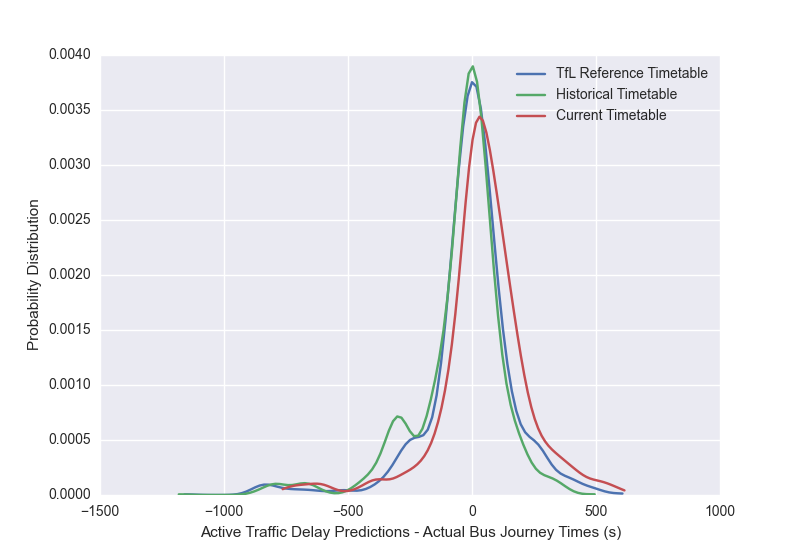 0.0040
0.0035
0.0030
0.0025
0.0020
0.0015
0.0010
0.0005
0.0000
Probability Distribution
TfL Reference Timetable
Historical Timetable
Current Timetable
−1500 −1000 −500 0 500 1000
Active Traffic Delay Predictions - Actual Bus Journey Times (s)